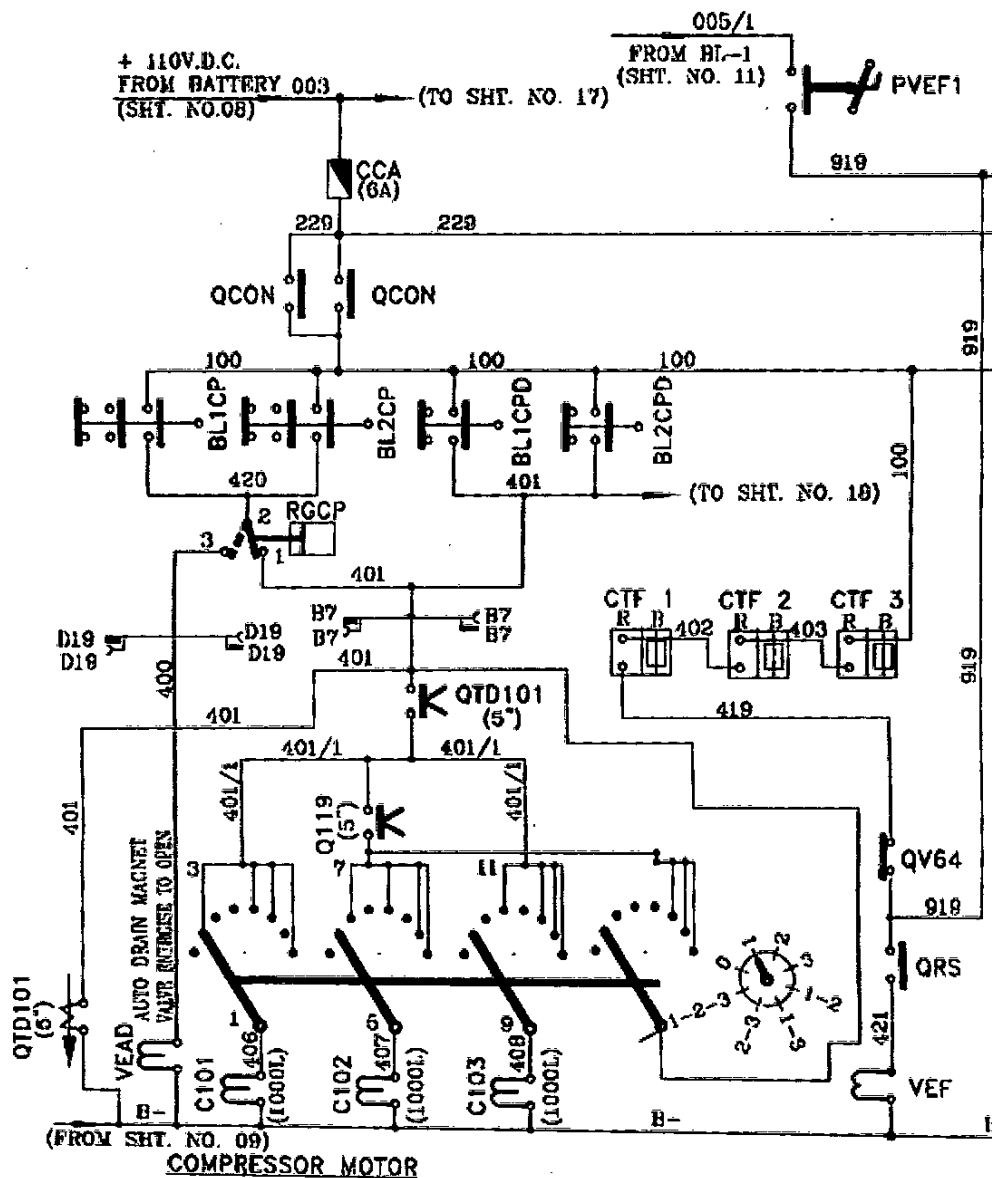 005/1
+ 110V.D.C.
FROM BATTERY 003
(SHT. NO.08)
(TO SHT. NO. 17)
FROM BL-1
(SHT. NO. 11)
PVEF1
919
CCA
(6A)
229
229
QCON
QCON
919
100
100
100
BL1CP
BL2CP
BL1CPD
BL2CPD
100
420
401
(TO SHT. NO. 18)
2
RGCP
3
1
401
CTF 1
CTF 2
CTF 3
R B
R B
R B
402
403
D19
D19
D19
D19
B7
B7
B7
B7
400
401
919
QTD101
(5")
419
401
401
401/1
401/1
401/1
401/1
Q119
(5")
AUTO DRAIN MAGNET
VALVE ENERGISE TO OPEN
3
7
11
QV64
919
QRS
0
1
2
3
1-2
1-3
2-3
1-2-3
QTD101
(5")
1
5
9
406
407
408
421
VEAD
C101
(1000L)
C102
(1000L)
C103
(1000L)
VEF
B-
B-
(FROM SHT. NO. 09)
COMPRESSOR MOTOR